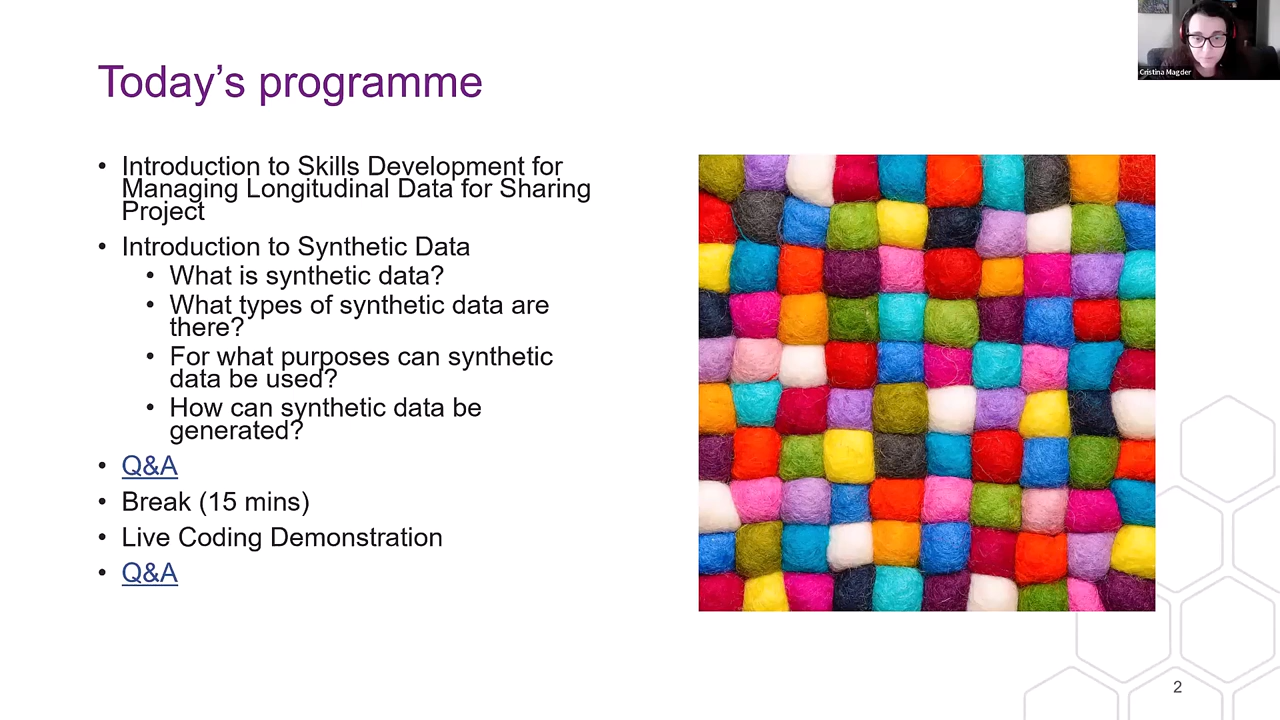 Cristina Magder
Today's programme
• Introduction to Skills Development for
Managing Longitudinal Data for Sharing
Project
• Introduction to Synthetic Data
• What is synthetic data?
• What types of synthetic data are
there?
• For what purposes can synthetic
data be used?
• How can synthetic data be
generated?
• Q&A
• Break (15 mins)
• Live Coding Demonstration
• Q&A
2